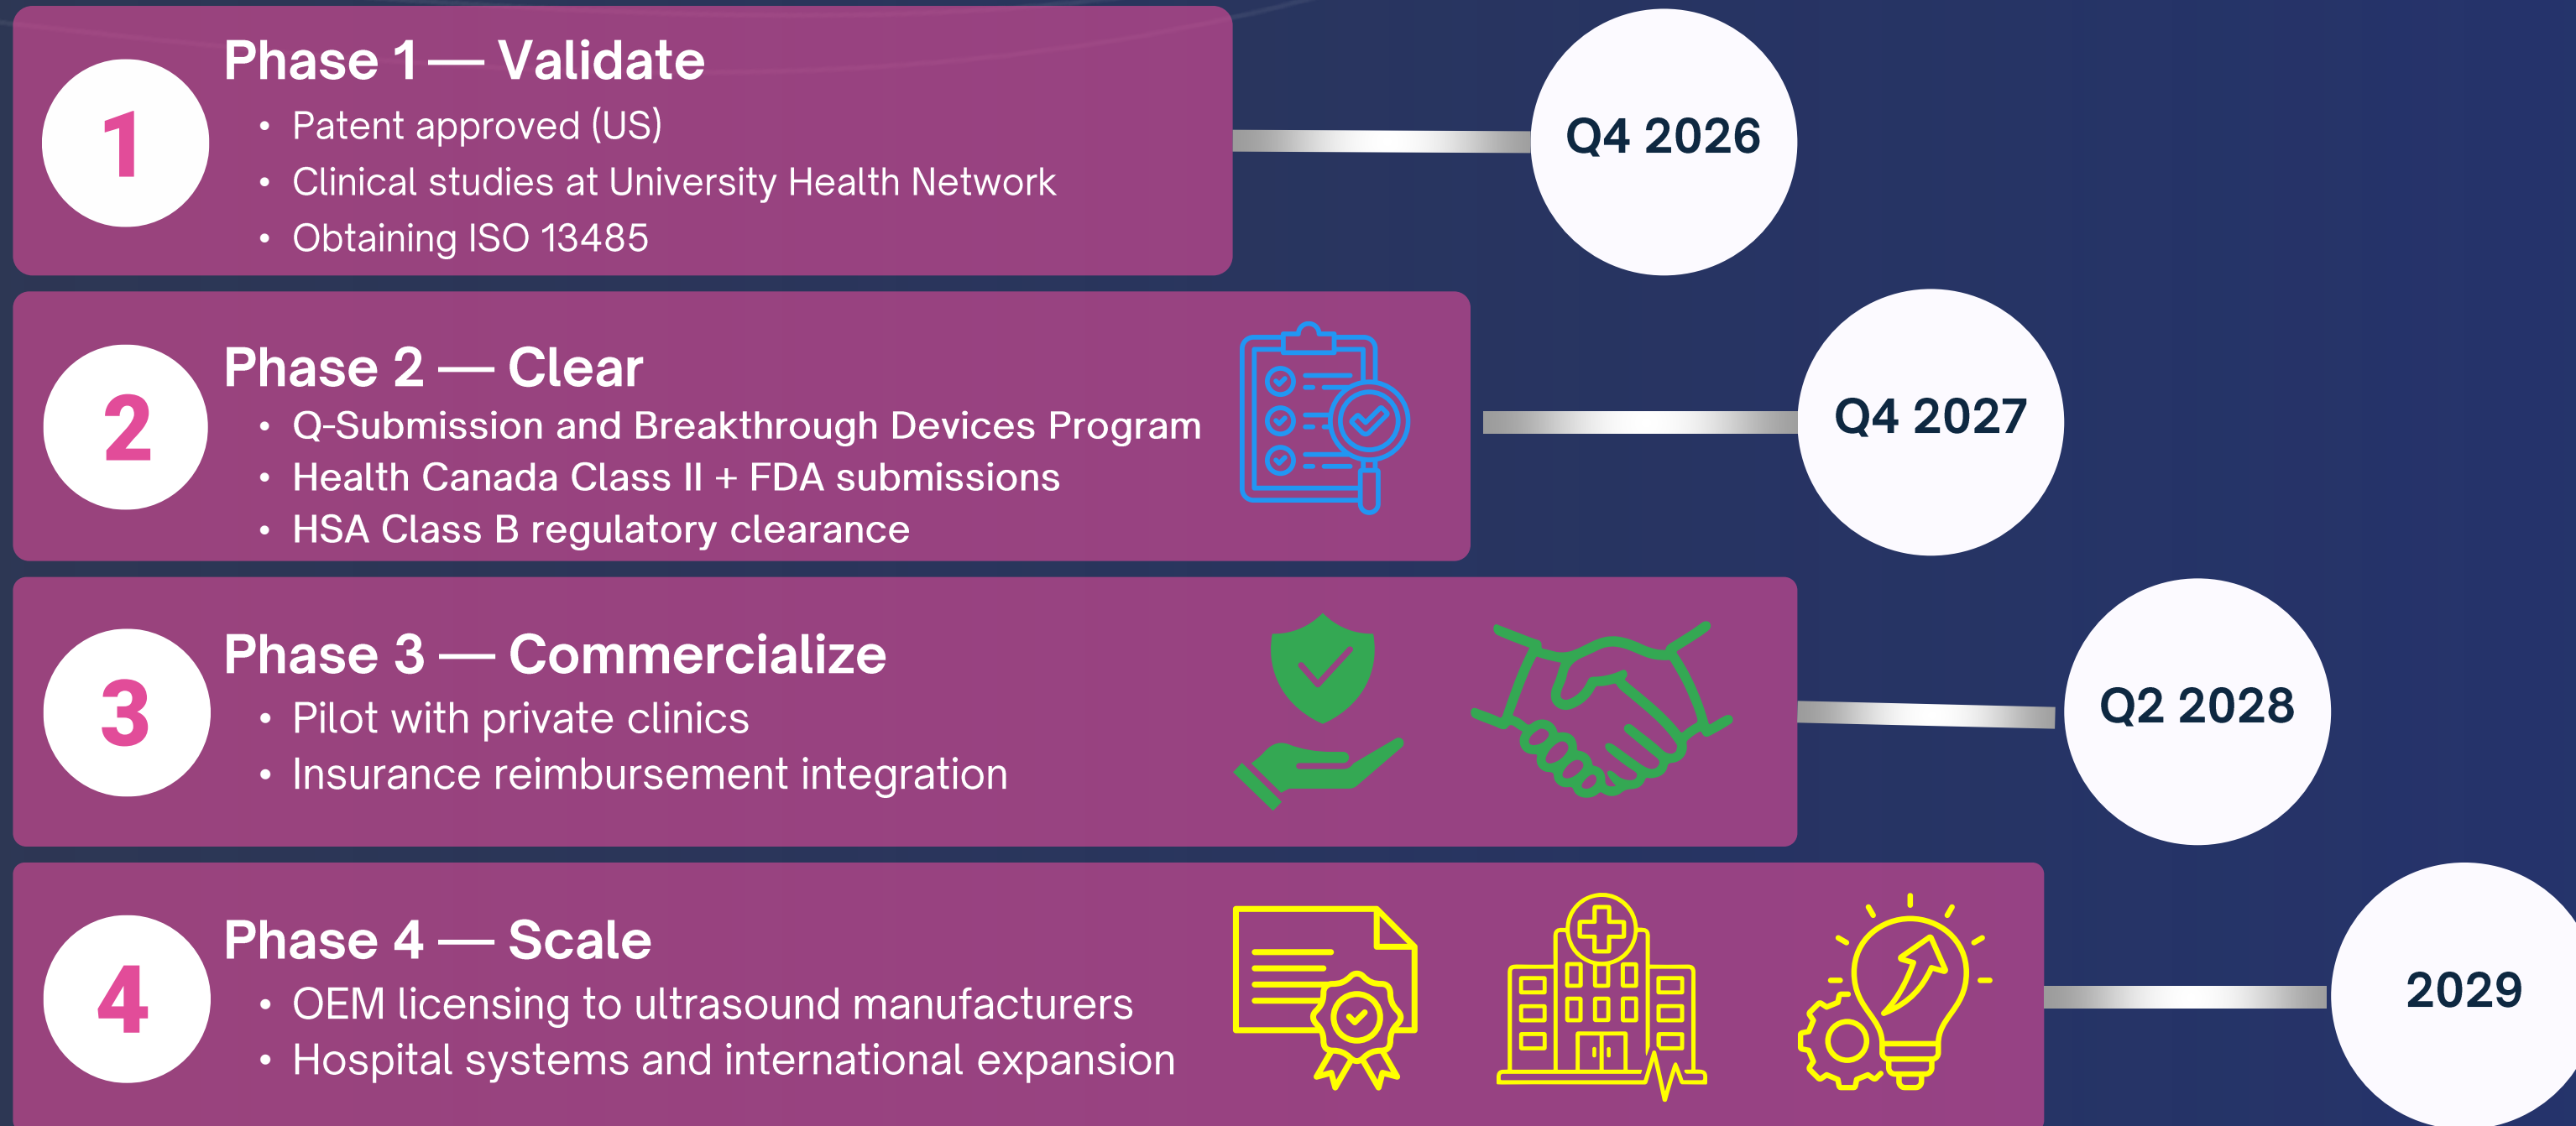 Phase 1 — Validate
1
• Patent approved (US)
• Clinical studies at University Health Network
• Obtaining ISO 13485
Q4 2026
Phase 2 — Clear
2
• Q-Submission and Breakthrough Devices Program
• Health Canada Class II + FDA submissions
• HSA Class B regulatory clearance
Q4 2027
Phase 3 — Commercialize
3
• Pilot with private clinics
• Insurance reimbursement integration
Q2 2028
Phase 4 — Scale
4
• OEM licensing to ultrasound manufacturers
• Hospital systems and international expansion
2029